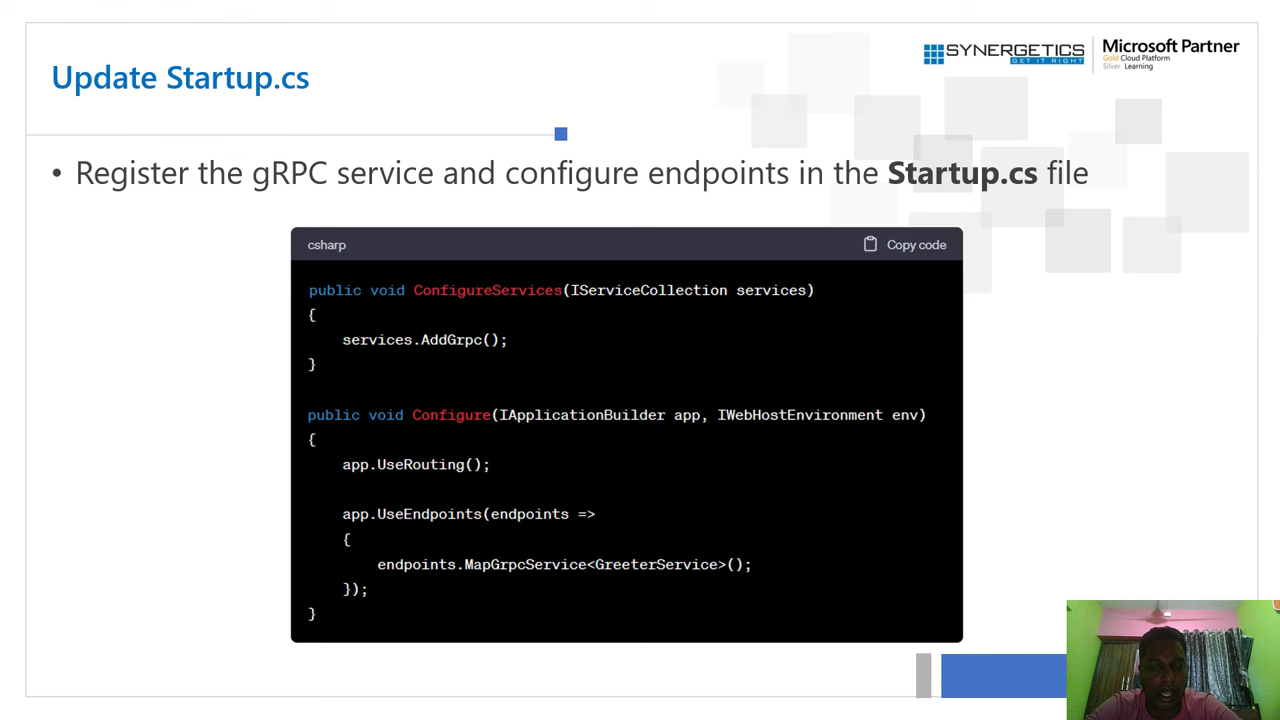 Update Startup.cs
SYNERGETICS
GET IT RIGHT
Microsoft Partner
Gold Cloud Platform
Silver Learning
• Register the gRPC service and configure endpoints in the Startup.cs file
csharp
Copy code
public void ConfigureServices(IServiceCollection services)
{
    services.AddGrpc();
}
public void Configure(IApplicationBuilder app, IWebHostEnvironment env)
{
    app.UseRouting();
    app.UseEndpoints(endpoints =>
    {
        endpoints.MapGrpcService<GreeterService>();
    });
}